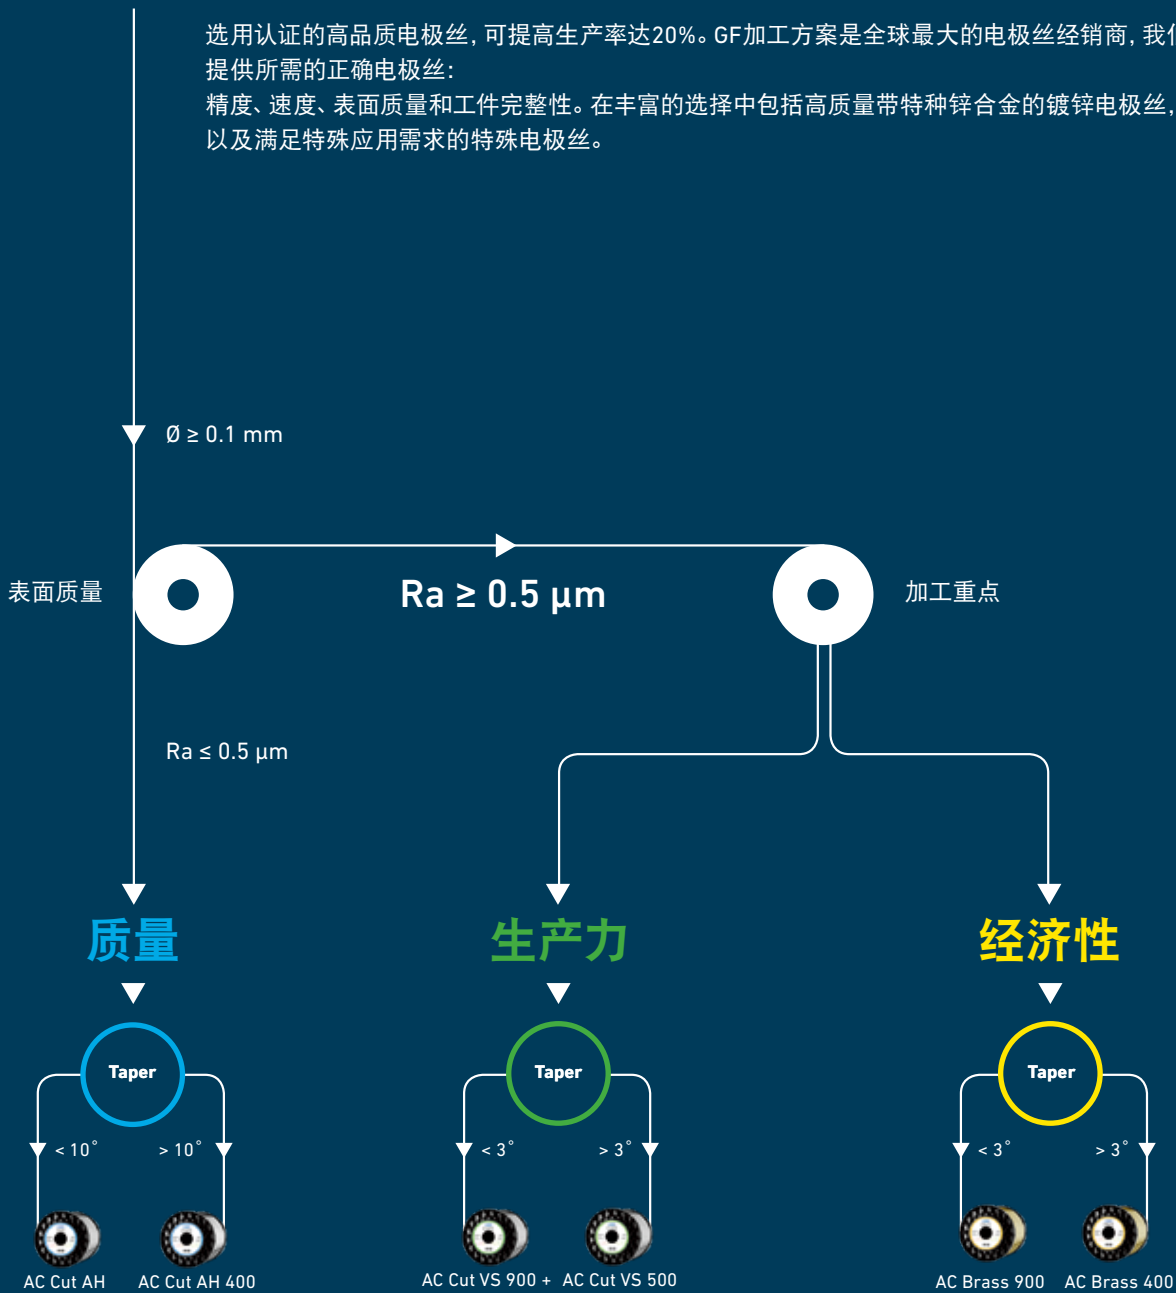 选用认证的高品质电极丝，可提高生产率达20%。GF加工方案是全球最大的电极丝经销商，我
提供所需的正确电极丝：
精度、速度、表面质量和工件完整性。在丰富的选择中包括高质量带特种锌合金的镀锌电极丝，
以及满足特殊应用需求的特殊电极丝。
Ø ≥ 0.1 mm
表面质量
Ra ≥ 0.5 µm
加工重点
Ra ≤ 0.5 µm
质量
生产力
经济性
Taper
Taper
Taper
< 10°
> 10°
< 3°
> 3°
< 3°
> 3°
AC Cut AH
AC Cut AH 400
AC Cut VS 900 +
AC Cut VS 500
AC Brass 900
AC Brass 400